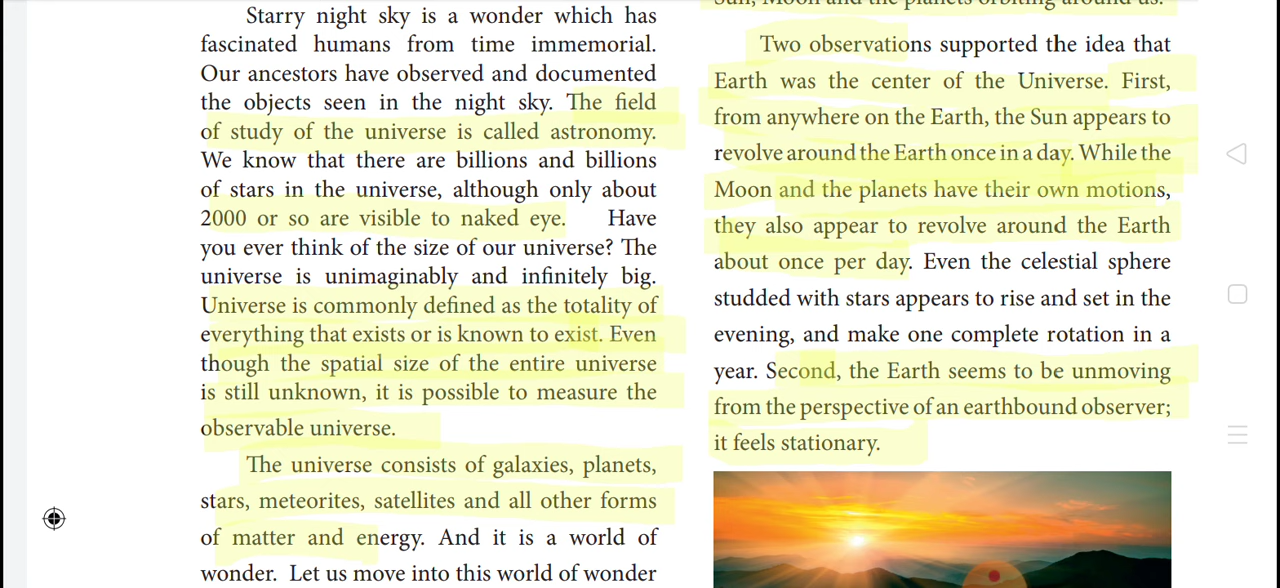 Starry night sky is a wonder which has
fascinated humans from time immemorial.
Our ancestors have observed and documented
the objects seen in the night sky. The field
of study of the universe is called astronomy.
We know that there are billions and billions
of stars in the universe, although only about
2000 or so are visible to naked eye. Have
you ever think of the size of our universe? The
universe is unimaginably and infinitely big.
Universe is commonly defined as the totality of
everything that exists or is known to exist. Even
though the spatial size of the entire universe
is still unknown, it is possible to measure the
observable universe.
The universe consists of galaxies, planets,
stars, meteorites, satellites and all other forms
of matter and energy. And it is a world of
wonder. Let us move into this world of wonder
Sun, Moon and the planets orbiting around us.
Two observations supported the idea that
Earth was the center of the Universe. First,
from anywhere on the Earth, the Sun appears to
revolve around the Earth once in a day. While the
Moon and the planets have their own motions,
they also appear to revolve around the Earth
about once per day. Even the celestial sphere
studded with stars appears to rise and set in the
evening, and make one complete rotation in a
year. Second, the Earth seems to be unmoving
from the perspective of an earthbound observer;
it feels stationary.